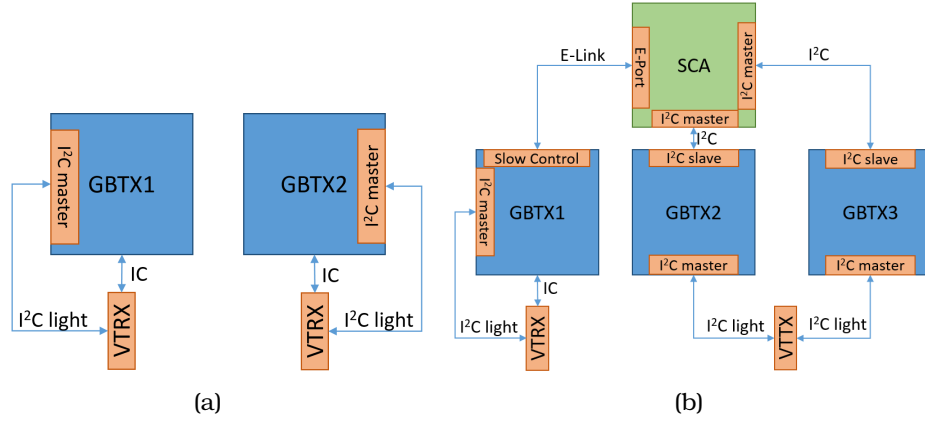 I²C master
GBTX1
IC
I²C light
VTRX
GBTX2
I²C master
IC
I²C light
VTRX
(a)
E-Link
E-Port
SCA
I²C master
I²C
I²C master
I²C
Slow Control
I²C master
GBTX1
IC
I²C light
VTRX
I²C slave
GBTX2
I²C master
I²C slave
GBTX3
I²C master
I²C light
VTTX
I²C light
(b)